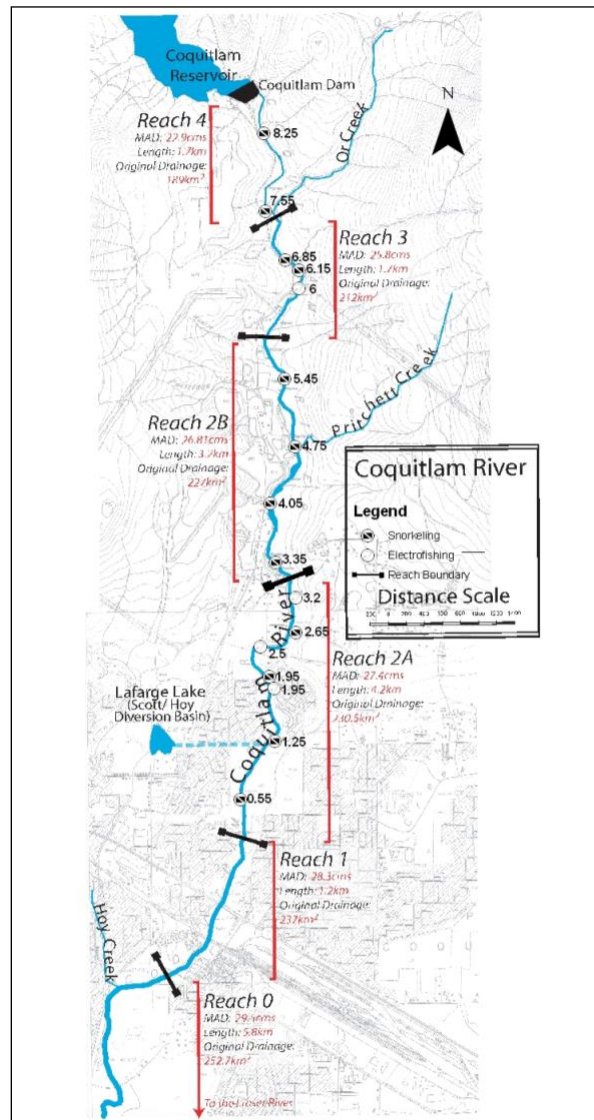 Coquitlam
Reservoir
Coquitlam Dam
Or Creek
N
Reach 4
MAD: 27.9cms
Length: 1.7km
Original Drainage:
189km²
8.25
7.55
Reach 3
MAD: 25.8cms
Length: 1.7km
Original Drainage:
212km²
6.85
6.15
6
5.45
Pritchett Creek
Reach 2B
MAD: 26.81cms
Length: 3.7km
Original Drainage:
227km²
4.75
4.05
3.35
Coquitlam River
Legend
Snorkeling
Electrofishing
Reach Boundary
Distance Scale
3.2
2.65
2.5
1.95
1.95
Coquitlam River
Reach 2A
MAD: 27.4cms
Length: 4.2km
Original Drainage:
230.5km²
Lafarge Lake
(Scott/ Hoy
Diversion Basin)
1.25
0.55
Reach 1
MAD: 28.3cms
Length: 1.2km
Original Drainage:
237km²
Hoy Creek
Reach 0
Length: 5.8km
Original Drainage:
252.7km²
To the Fraser River